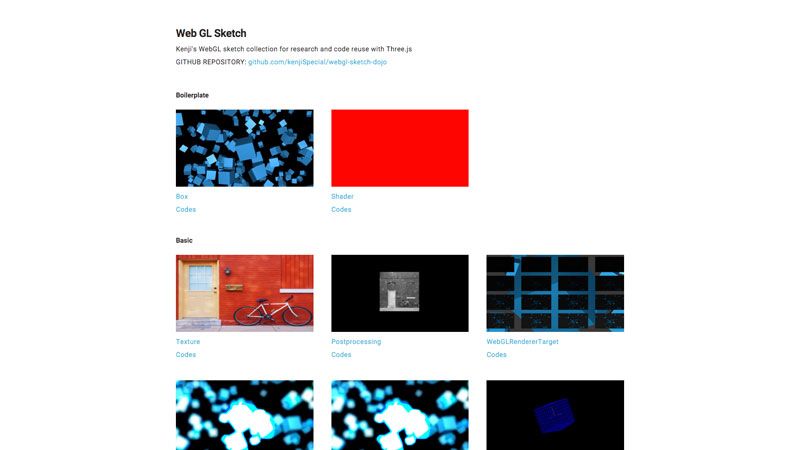 Web GL Sketch
Kenji's WebGL sketch collection for research and code reuse with Three.js
GITHUB REPOSITORY: github.com/kenjiSpecial/webgl-sketch-dojo
Boilerplate
Box
Shader
Codes
Codes
Basic
Texture
Postprocessing
WebGLRendererTarget
Codes
Codes
Codes